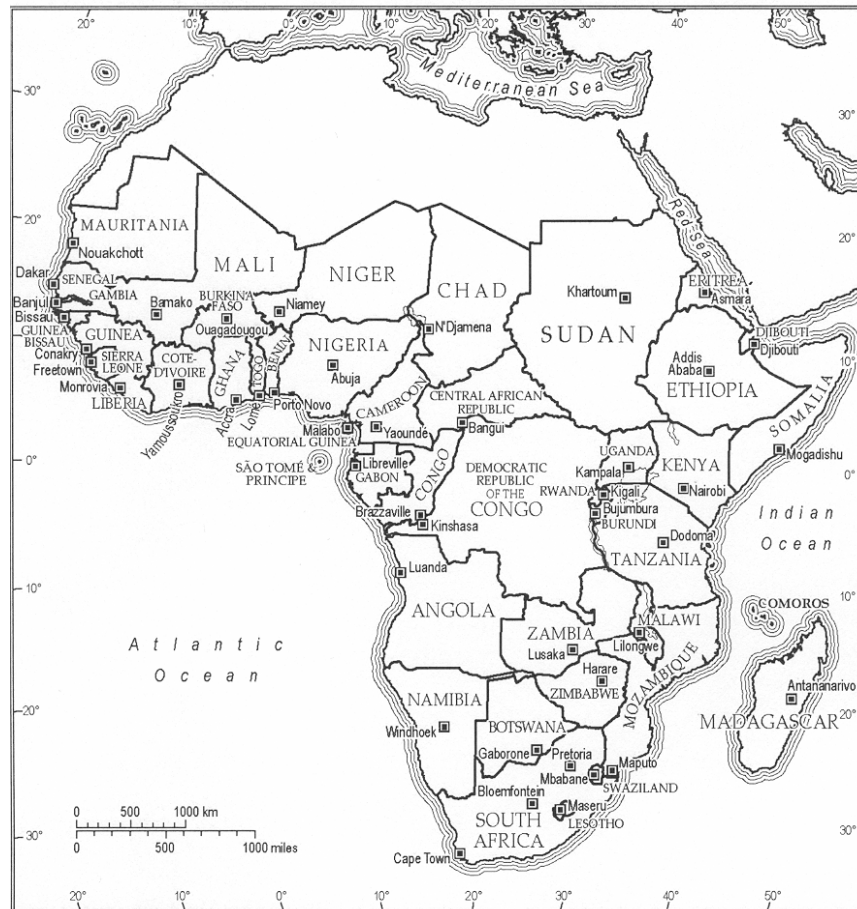 20° 10° 0° 10° 20° 30° 40° 50°
Mediterranean Sea
30° 30°
20° 20°
Red Sea
MAURITANIA
Nouakchott
MALI
NIGER
CHAD
Khartoum
SUDAN
ERITREA
Asmara
Dakar
SENEGAL
GAMBIA
Banjul
Bissau
GUINEA
BISSAU
Bamako
BURKINA
FASO
Ouagadougou
Niamey
N'Djamena
DJIBOUTI
Djibouti
10°
GUINEA
Conakry
Freetown
SIERRA
LEONE
Monrovia
LIBERIA
COTE-
D'IVOIRE
Yamoussoukro
GHANA
Accra
TOGO
Lome
BENIN
Porto Novo
NIGERIA
Abuja
CAMEROON
Yaoundé
CENTRAL AFRICAN
REPUBLIC
Bangui
Addis
Ababa
ETHIOPIA
SOMALIA
Mogadishu
Malabo
EQUATORIAL GUINEA
SÃO TOMÉ &
PRINCIPE
Libreville
GABON
CONGO
Brazzaville
Kinshasa
DEMOCRATIC
REPUBLIC
OF THE
CONGO
UGANDA
Kampala
KENYA
Nairobi
RWANDA
Kigali
Bujumbura
BURUNDI
Dodoma
TANZANIA
0° 0°
Indian
Ocean
10° 10°
Luanda
ANGOLA
ZAMBIA
Lusaka
MALAWI
Lilongwe
COMOROS
Atlantic
Ocean
Harare
ZIMBABWE
MOZAMBIQUE
Antananarivo
MADAGASCAR
20° 20°
NAMIBIA
Windhoek
BOTSWANA
Gaborone
Pretoria
Maputo
Mbabane
SWAZILAND
Bloemfontein
Maseru
LESOTHO
SOUTH
AFRICA
Cape Town
0 500 1000 km
0 500 1000 miles
30° 30°
20° 10° 0° 10° 20° 30° 40° 50°